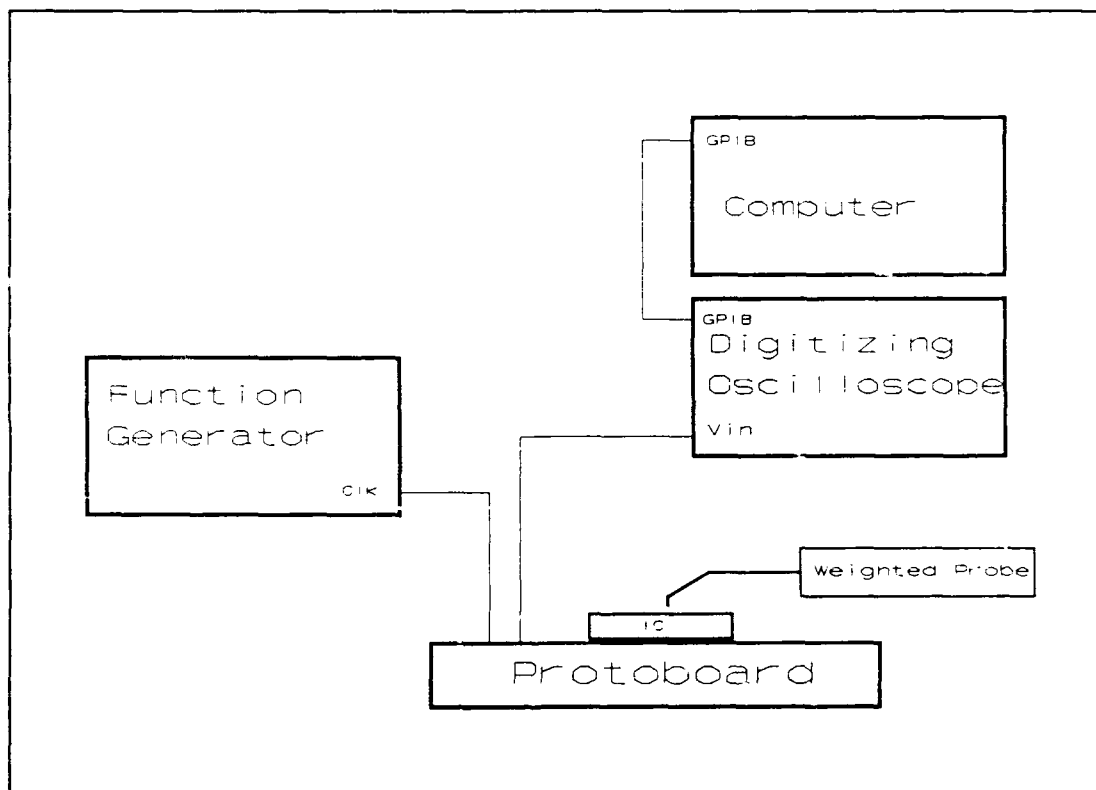 GPIB
Computer
GPIB
Digitizing
Oscilloscope
Vin
Function
Generator
Clk
Weighted Probe
IC
Protoboard